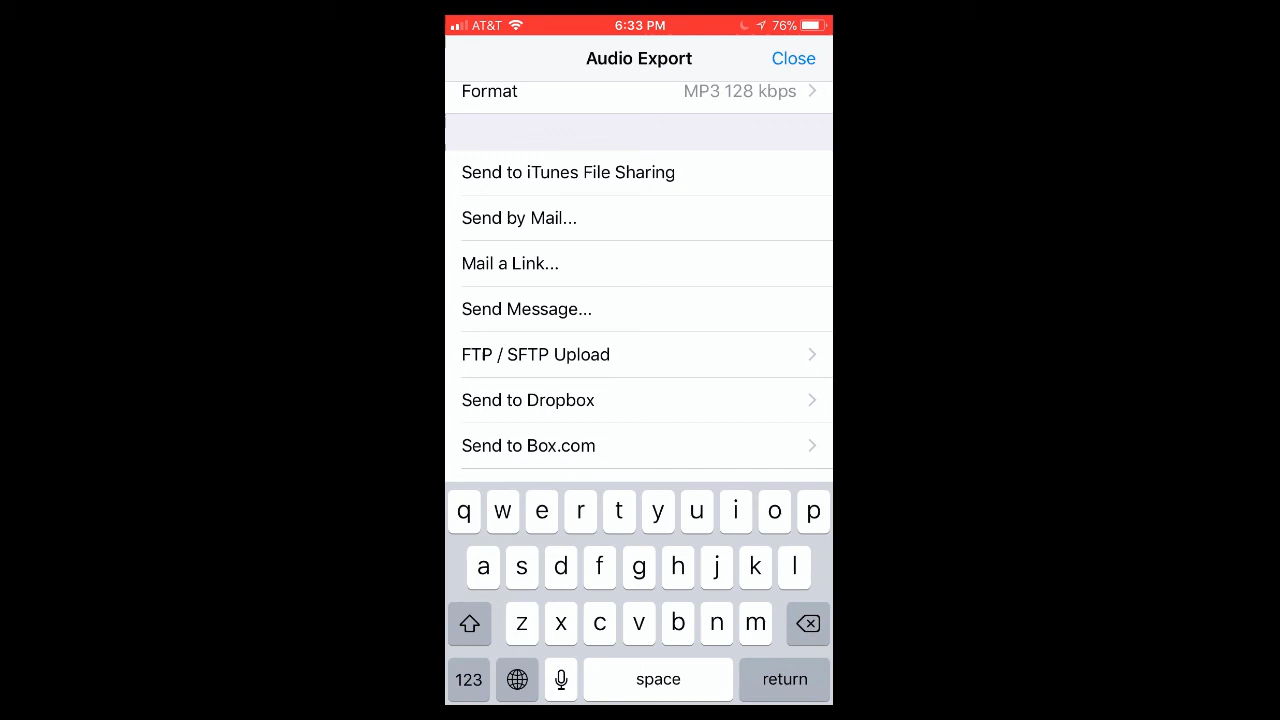 AT&T 6:33 PM 76%
Audio Export Close
Format MP3 128 kbps
Send to iTunes File Sharing
Send by Mail...
Mail a Link...
Send Message...
FTP / SFTP Upload
Send to Dropbox
Send to Box.com
q w e r t y u i o p
a s d f g h j k l
z x c v b n m
123 space return